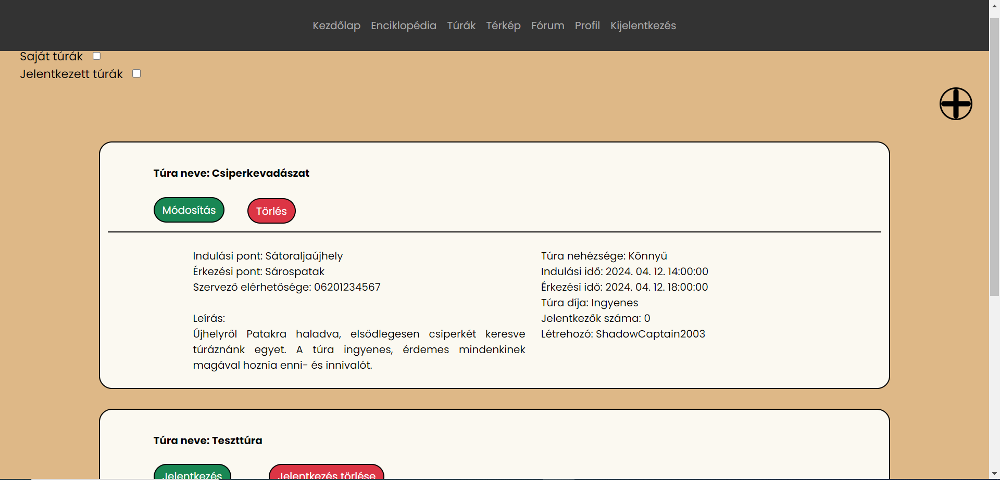 Kezdőlap Enciklopédia Túrák Térkép Fórum Profil Kijelentkezés
Saját túrák
Jelentkezett túrák
Túra neve: Csiperkevadászat
Módosítás Törlés
Indulási pont: Sátoraljaújhely
Érkezési pont: Sárospatak
Szervező elérhetősége: 06201234567
Leírás:
Újhelyről Patakra haladva, elsődlegesen csiperkét keresve
túráznánk egyet. A túra ingyenes, érdemes mindenkinek
magával hoznia enni- és innivalót.
Túra nehézsége: Könnyű
Indulási idő: 2024. 04. 12. 14:00:00
Érkezési idő: 2024. 04. 12. 18:00:00
Túra díja: Ingyenes
Jelentkezők száma: 0
Létrehozó: ShadowCaptain2003
Túra neve: Teszttúra
Jelentkezés Jelentkezés törlése